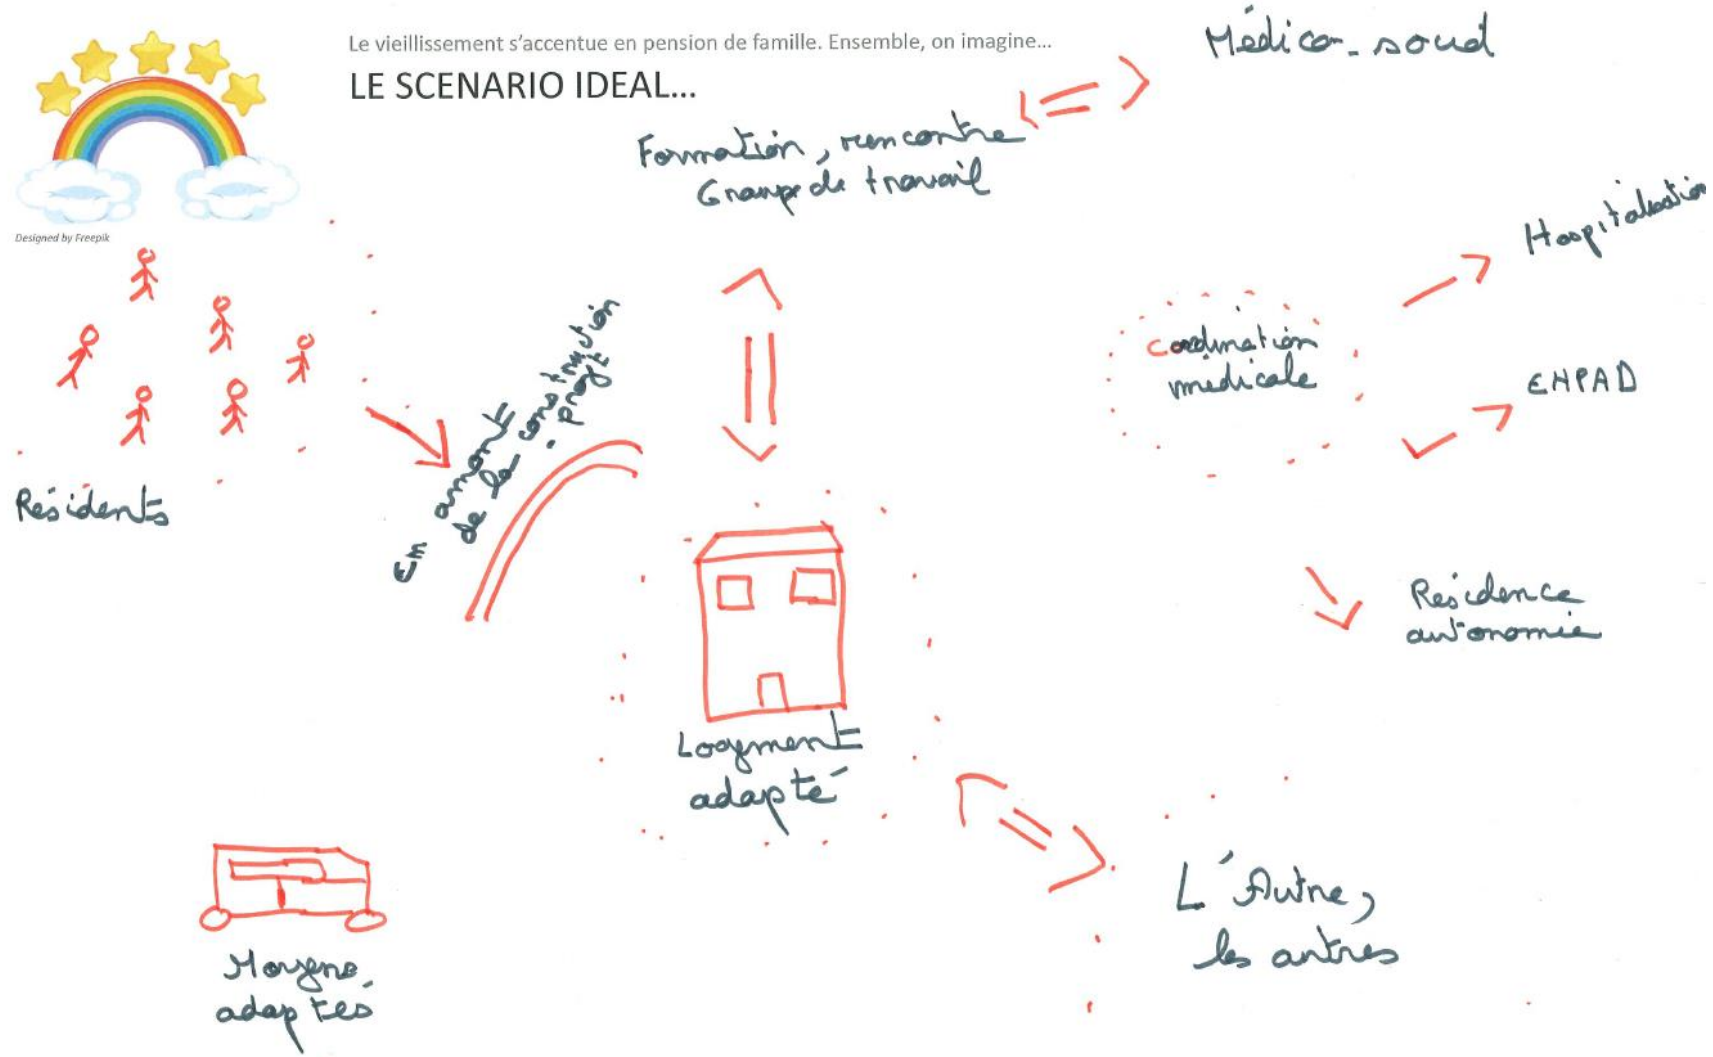 Le vieillissement s'accentue en pension de famille. Ensemble, on imagine...
LE SCENARIO IDEAL...
Designed by Freepik
Médico-social
Formation, rencontre
Groupe de travail
Hospitalisation
coordination
médicale
EHPAD
Résidence
autonomie
Résidents
En amont
de la construction
projet
Logement
adapté
L'Autre,
les autres
Moyens
adaptés